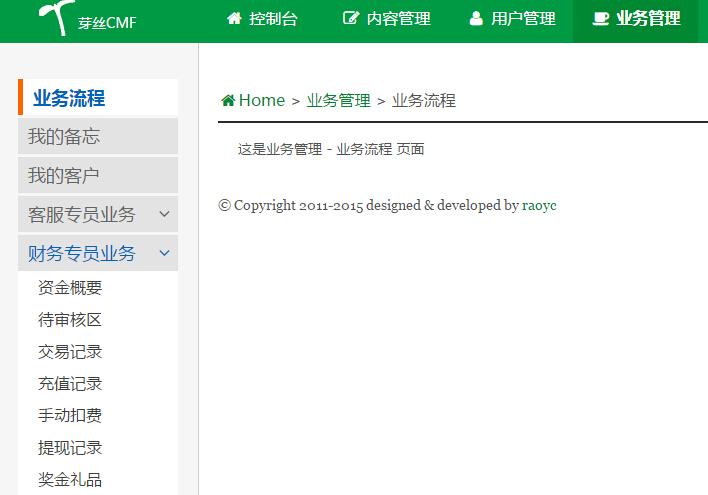 芽丝CMF
控制台 内容管理 用户管理 业务管理
业务流程
我的备忘
我的客户
客服专员业务
财务专员业务
资金概要
待审核区
交易记录
充值记录
手动扣费
提现记录
奖金礼品
Home > 业务管理 > 业务流程
这是业务管理 - 业务流程 页面
© Copyright 2011-2015 designed & developed by raoyc